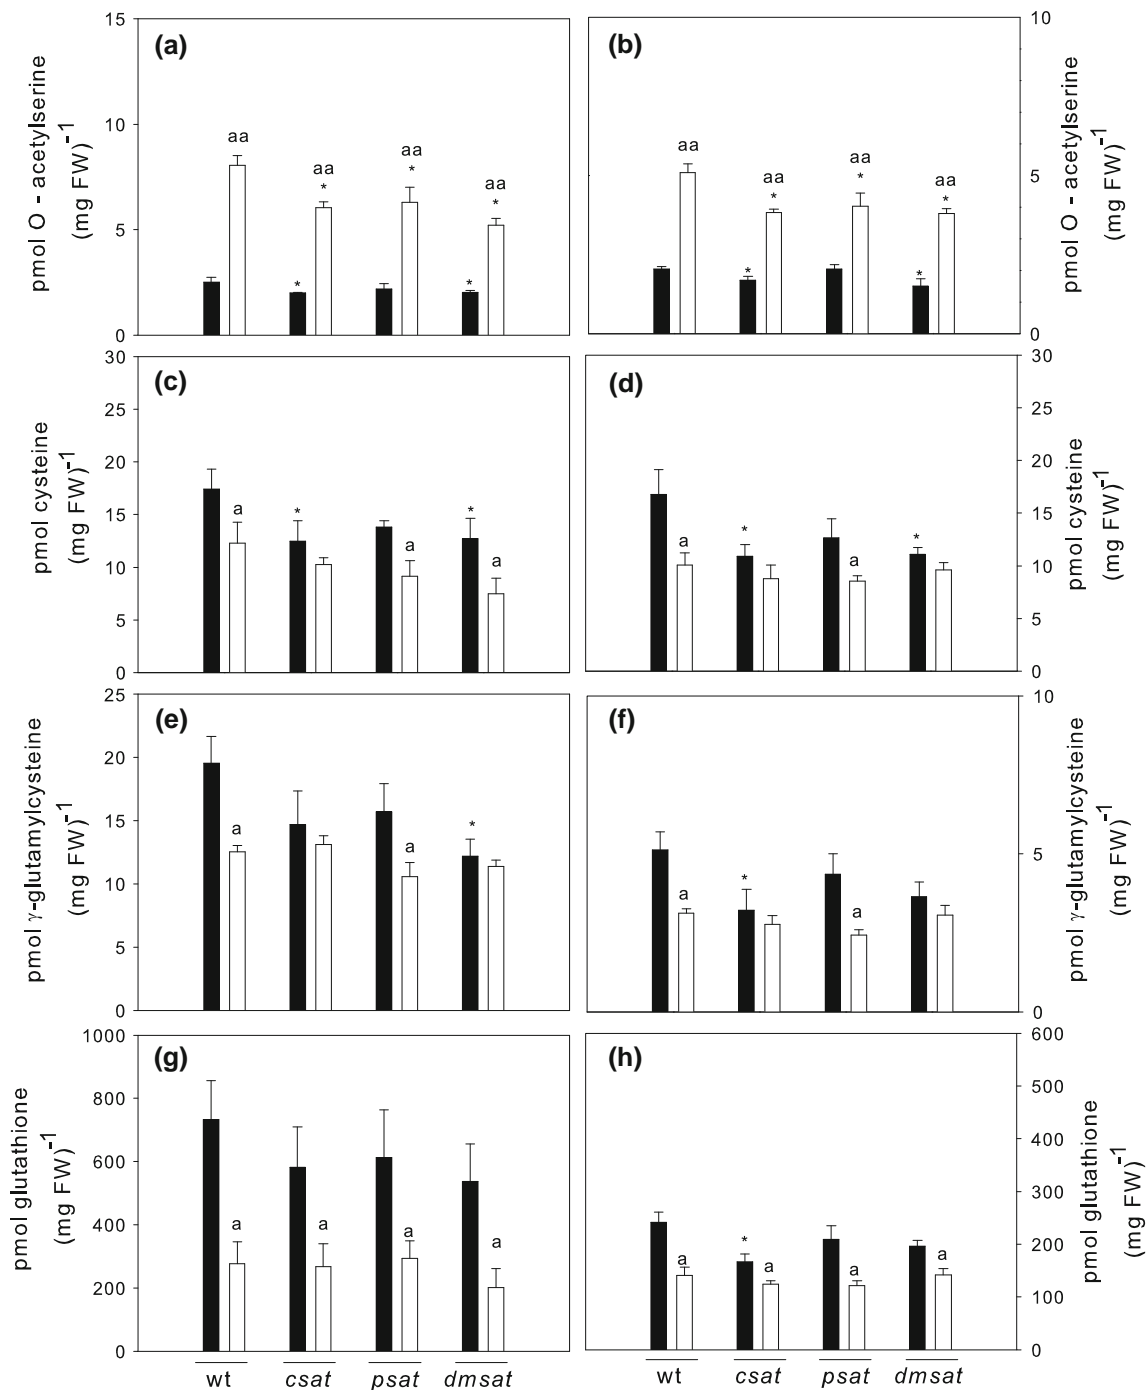 (a)
pmol O - acetylserine
(mg FW)-1
15
10
5
0
aa
aa
*
aa
*
aa
*
*
*
(b)
pmol O - acetylserine
(mg FW)-1
10
5
0
aa
aa
*
aa
*
aa
*
*
*
(c)
pmol cysteine
(mg FW)-1
30
25
20
15
10
5
0
a
*
a
*
a
(d)
pmol cysteine
(mg FW)-1
30
25
20
15
10
5
0
a
*
a
*
(e)
pmol γ-glutamylcysteine
(mg FW)-1
25
20
15
10
5
0
a
a
*
(f)
pmol γ-glutamylcysteine
(mg FW)-1
10
5
0
a
*
a
(g)
pmol glutathione
(mg FW)-1
1000
800
600
400
200
0
a
a
a
a
(h)
pmol glutathione
(mg FW)-1
600
500
400
300
200
100
0
a
*
a
a
a
wt
csat
psat
dmsat
wt
csat
psat
dmsat